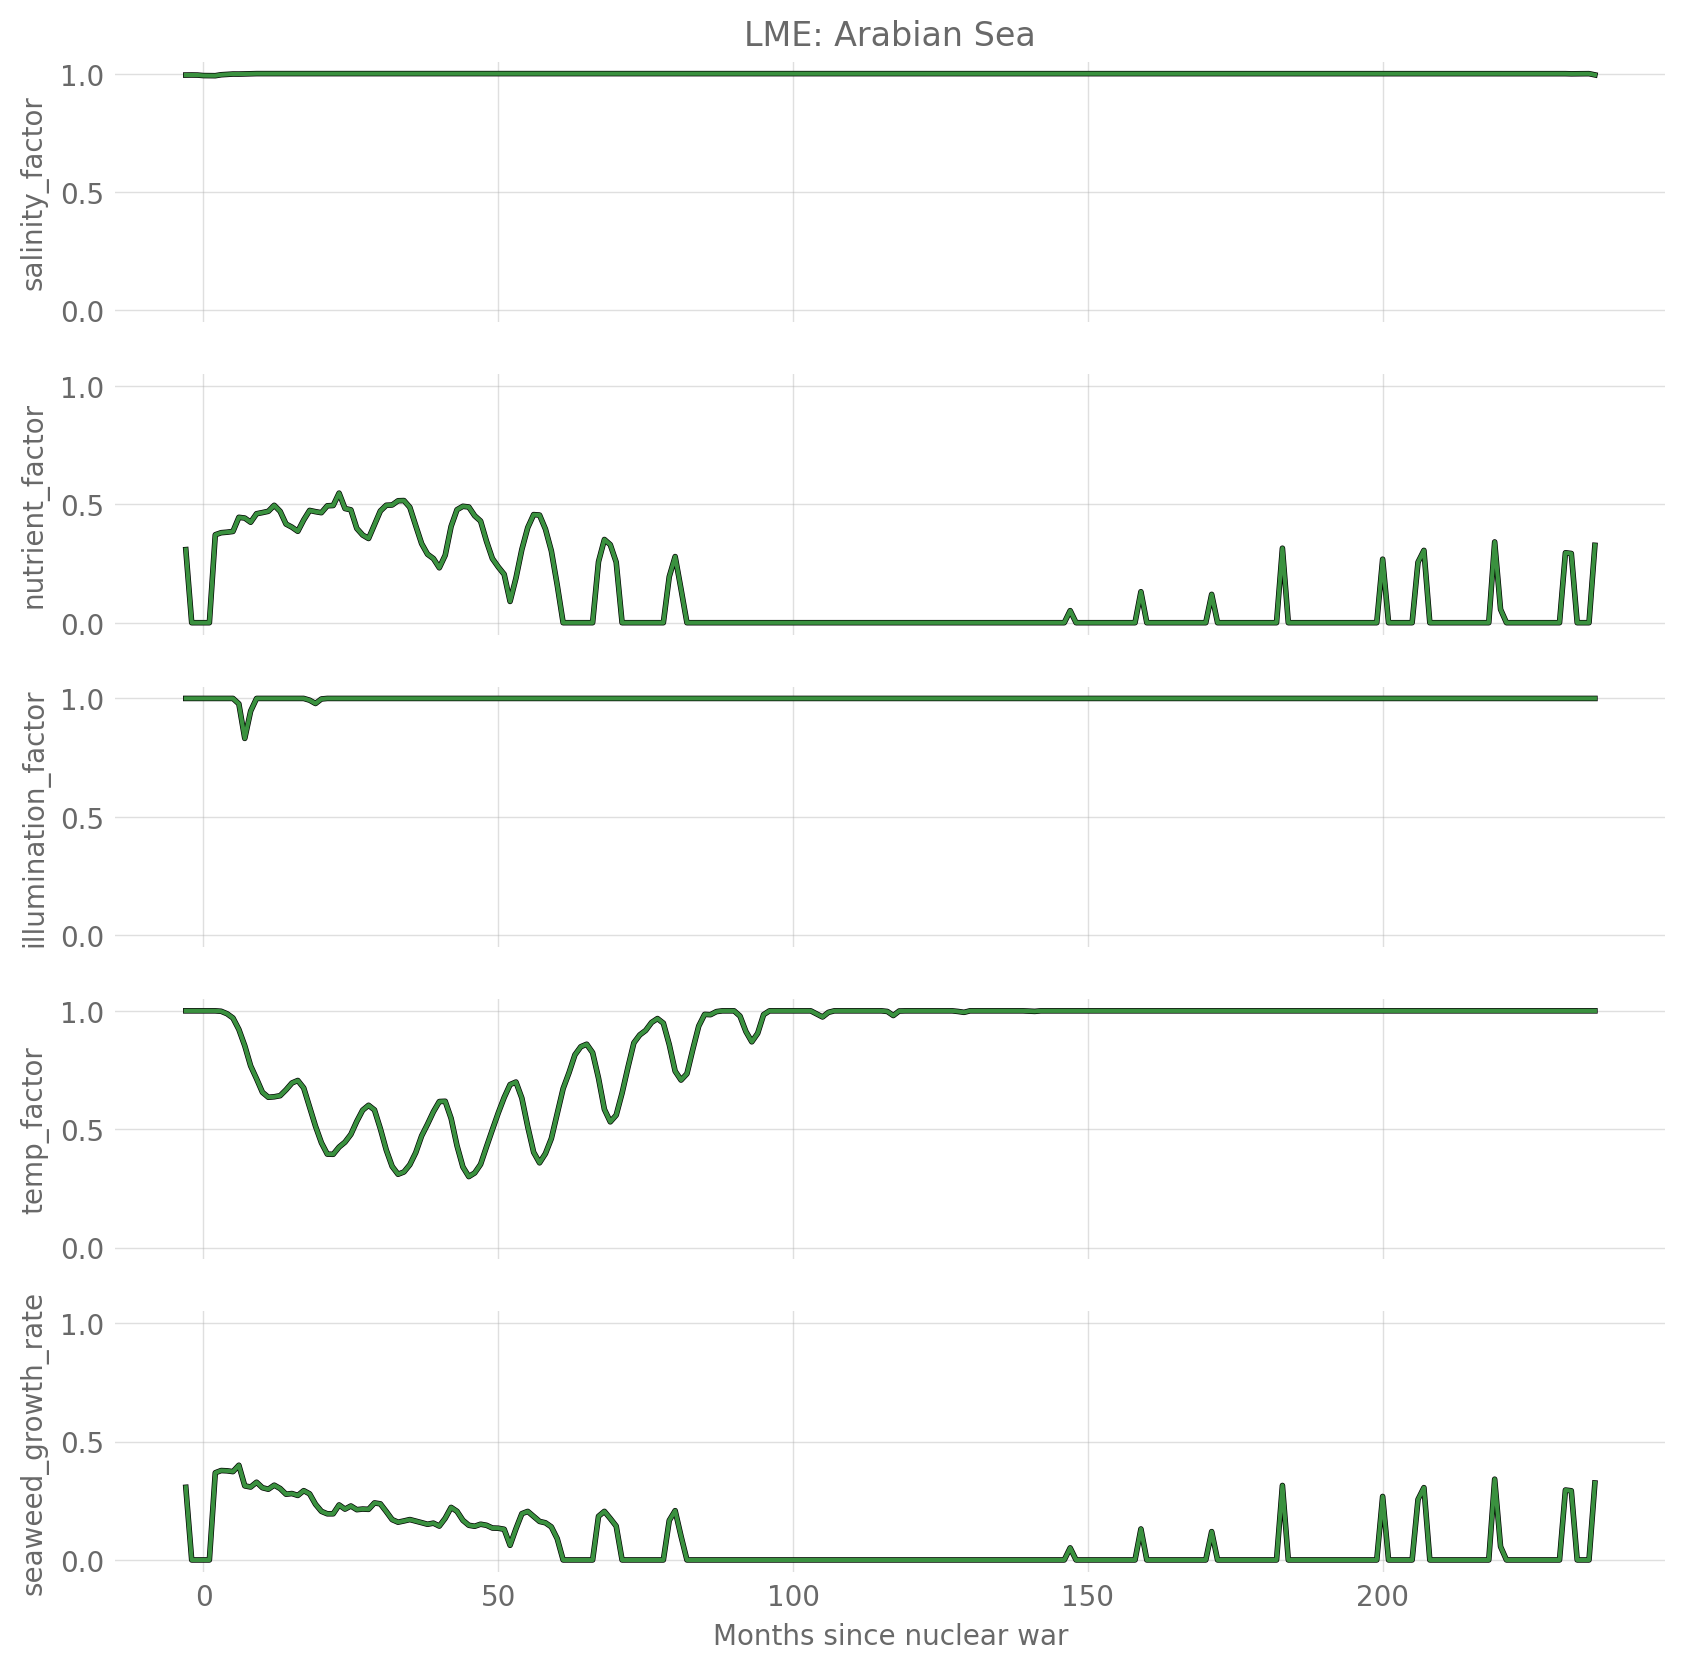 LME: Arabian Sea
salinity_factor
1.0
0.5
0.0
nutrient_factor
1.0
0.5
0.0
illumination_factor
1.0
0.5
0.0
temp_factor
1.0
0.5
0.0
seaweed_growth_rate
1.0
0.5
0.0
0 50 100 150 200
Months since nuclear war